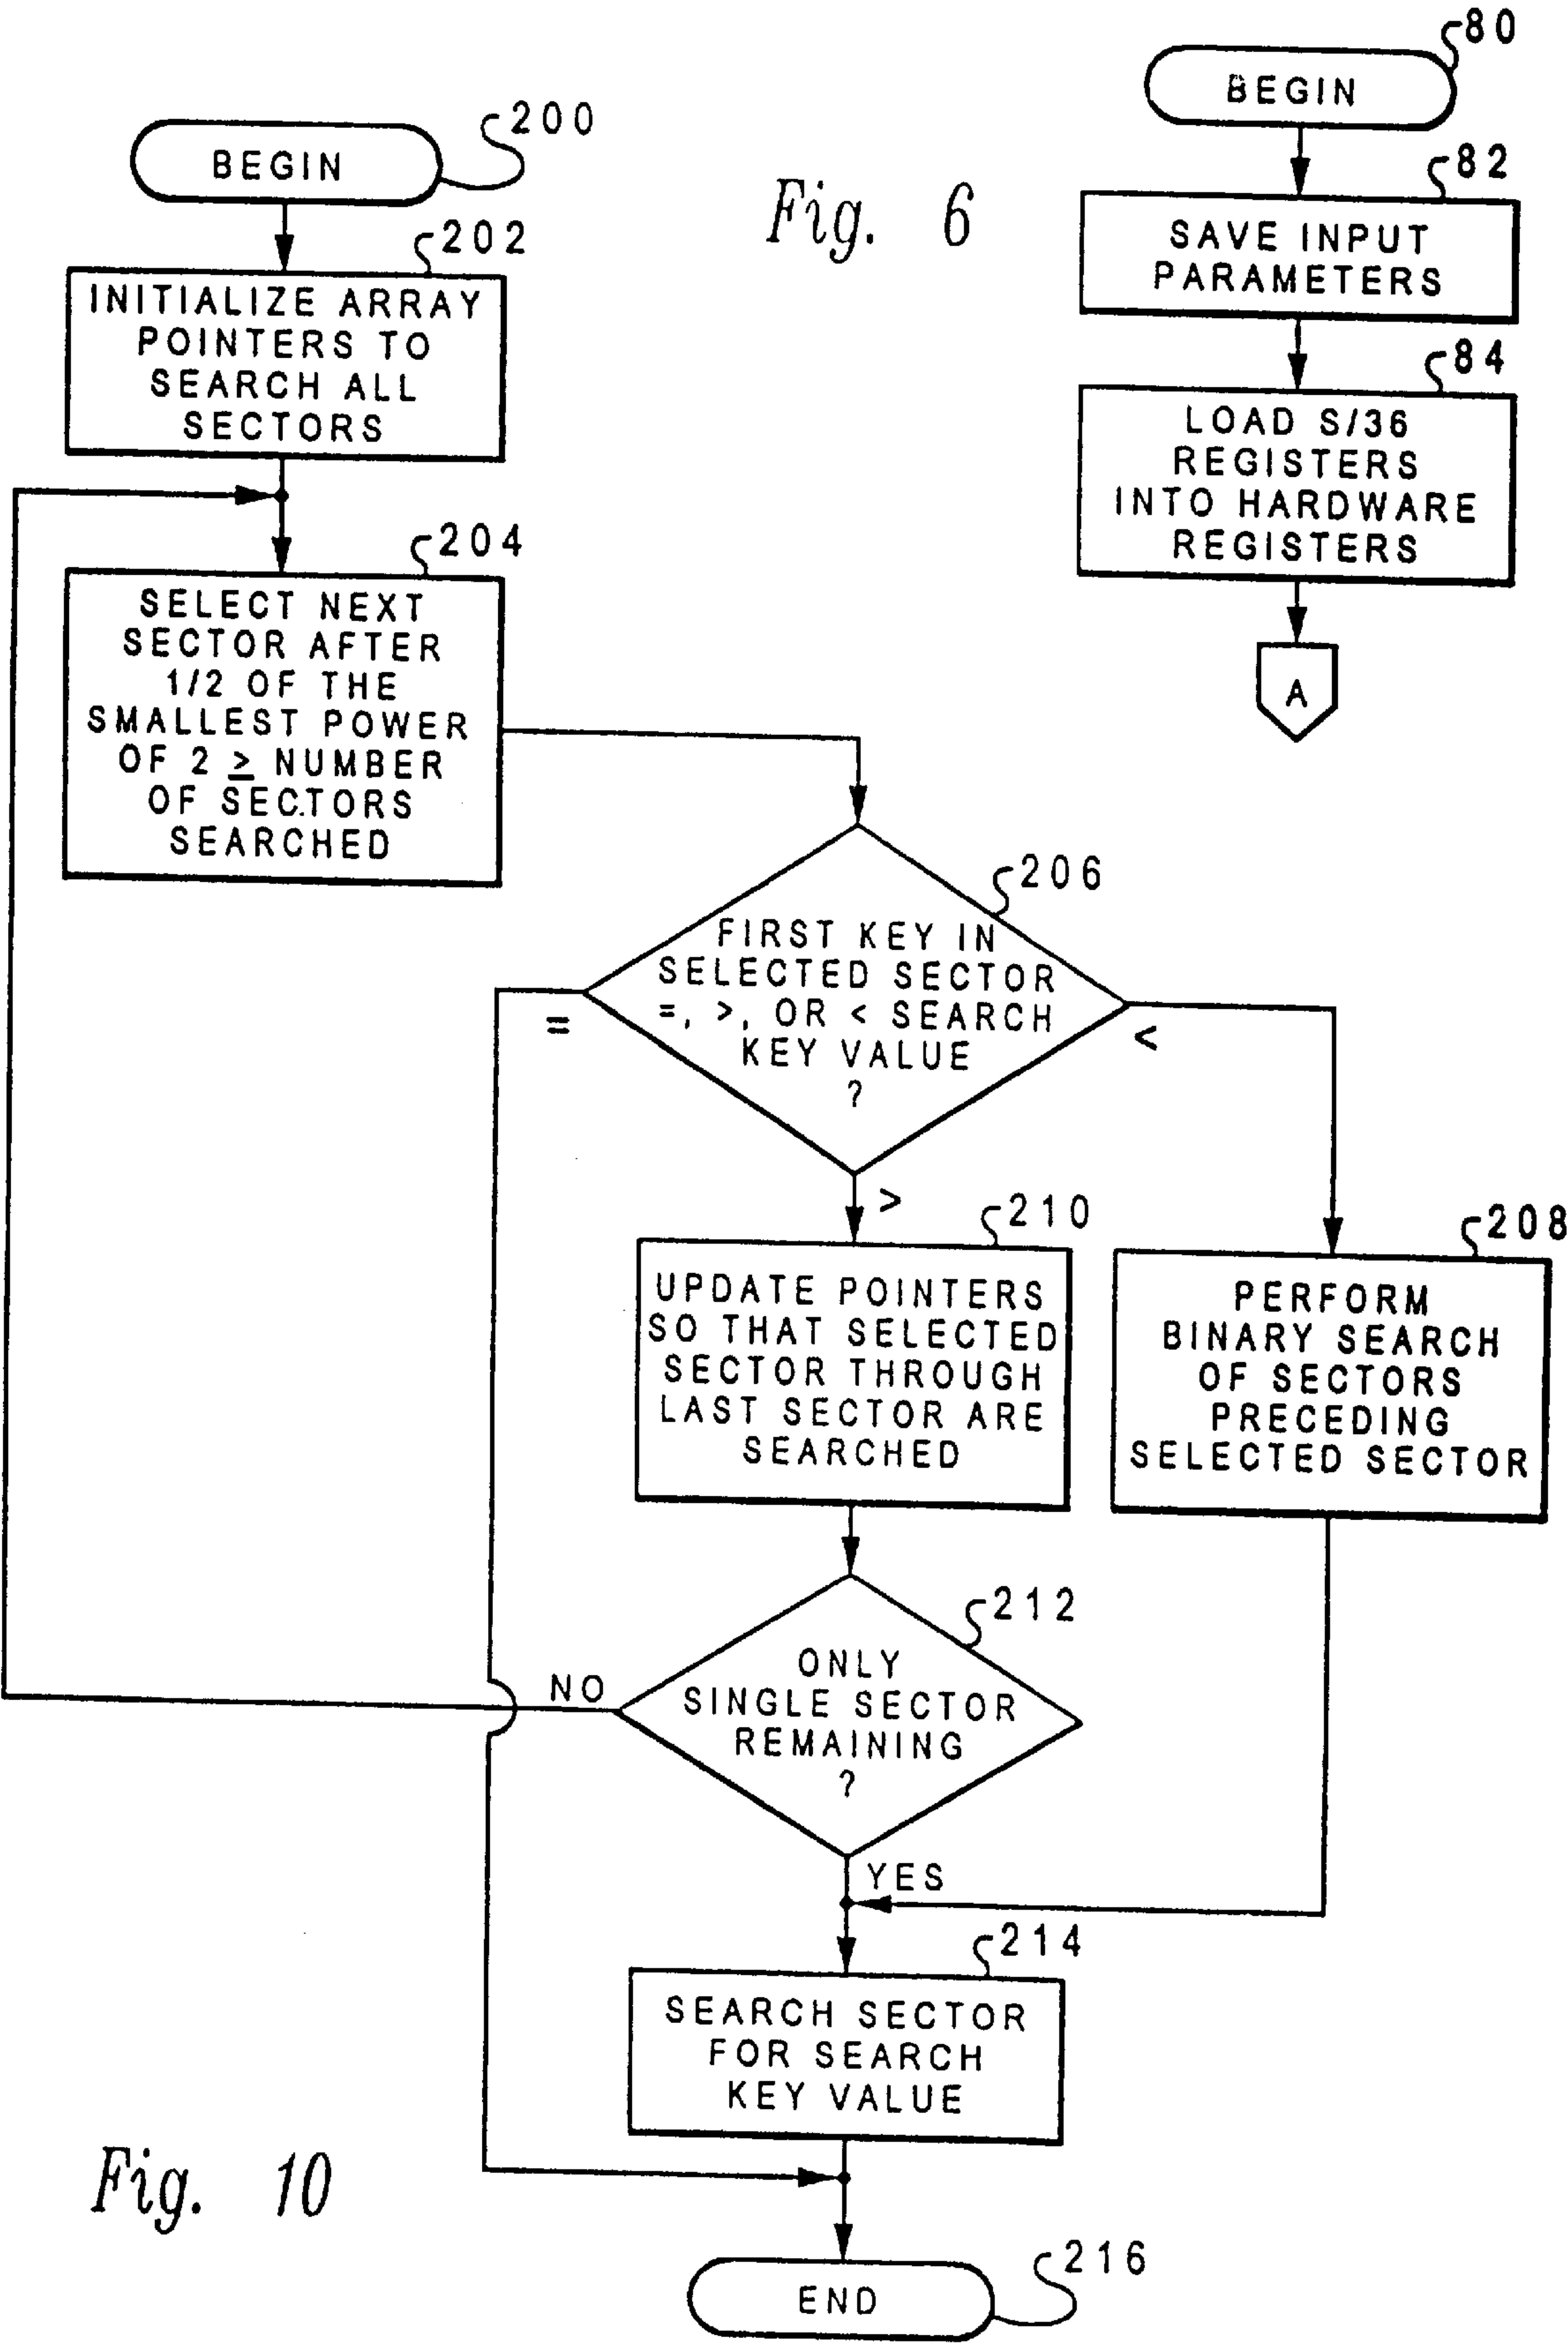 80
BEGIN
82
SAVE INPUT
PARAMETERS
84
LOAD S/36
REGISTERS
INTO HARDWARE
REGISTERS
A
Fig. 6
200
BEGIN
202
INITIALIZE ARRAY
POINTERS TO
SEARCH ALL
SECTORS
204
SELECT NEXT
SECTOR AFTER
1/2 OF THE
SMALLEST POWER
OF 2 ≥ NUMBER
OF SECTORS
SEARCHED
206
FIRST KEY IN
SELECTED SECTOR
=, >, OR < SEARCH
KEY VALUE
?
=
<
>
210
UPDATE POINTERS
SO THAT SELECTED
SECTOR THROUGH
LAST SECTOR ARE
SEARCHED
208
PERFORM
BINARY SEARCH
OF SECTORS
PRECEDING
SELECTED SECTOR
212
ONLY
SINGLE SECTOR
REMAINING
?
NO
YES
214
SEARCH SECTOR
FOR SEARCH
KEY VALUE
216
END
Fig. 10